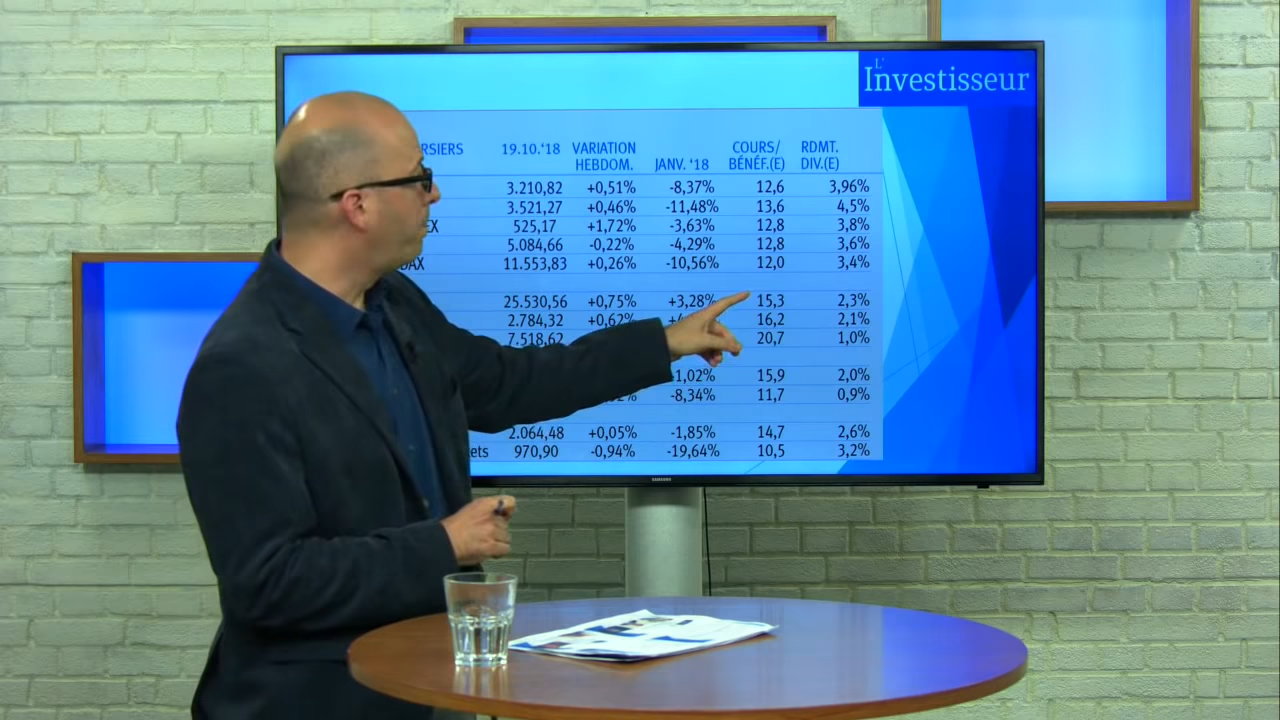 L'
Investisseur
19.10.‘18 VARIATION HEBDOM. JANV. ‘18 COURS/ BÉNÉF.(E) RDMT. DIV.(E)
3.210,82 +0,51% -8,37% 12,6 3,96%
3.521,27 +0,46% -11,48% 13,6 4,5%
525,17 +1,72% -3,63% 12,8 3,8%
5.084,66 -0,22% -4,29% 12,8 3,6%
DAX 11.553,83 +0,26% -10,56% 12,0 3,4%
25.530,56 +0,75% +3,28% 15,3 2,3%
2.784,32 +0,62% 16,2 2,1%
7.518,62 20,7 1,0%
1,02% 15,9 2,0%
-8,34% 11,7 0,9%
2.064,48 +0,05% -1,85% 14,7 2,6%
970,90 -0,94% -19,64% 10,5 3,2%
SAMSUNG